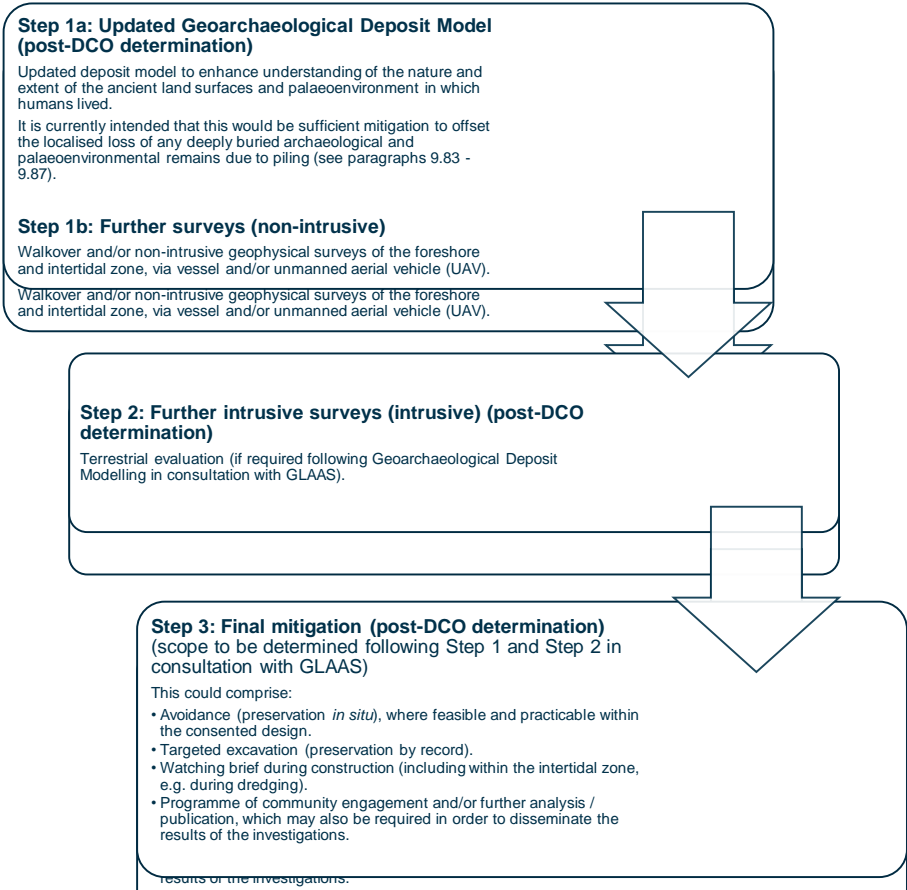 Step 1a: Updated Geoarchaeological Deposit Model
(post-DCO determination)
Updated deposit model to enhance understanding of the nature and
extent of the ancient land surfaces and palaeoenvironment in which
humans lived.
It is currently intended that this would be sufficient mitigation to offset
the localised loss of any deeply buried archaeological and
palaeoenvironmental remains due to piling (see paragraphs 9.83 -
9.87).
Step 1b: Further surveys (non-intrusive)
Walkover and/or non-intrusive geophysical surveys of the foreshore
and intertidal zone, via vessel and/or unmanned aerial vehicle (UAV).
Walkover and/or non-intrusive geophysical surveys of the foreshore
and intertidal zone, via vessel and/or unmanned aerial vehicle (UAV).
Step 2: Further intrusive surveys (intrusive) (post-DCO
determination)
Terrestrial evaluation (if required following Geoarchaeological Deposit
Modelling in consultation with GLAAS).
Step 3: Final mitigation (post-DCO determination)
(scope to be determined following Step 1 and Step 2 in
consultation with GLAAS)
This could comprise:
• Avoidance (preservation in situ), where feasible and practicable within
the consented design.
• Targeted excavation (preservation by record).
• Watching brief during construction (including within the intertidal zone,
e.g. during dredging).
• Programme of community engagement and/or further analysis /
publication, which may also be required in order to disseminate the
results of the investigations.
results of the investigations.